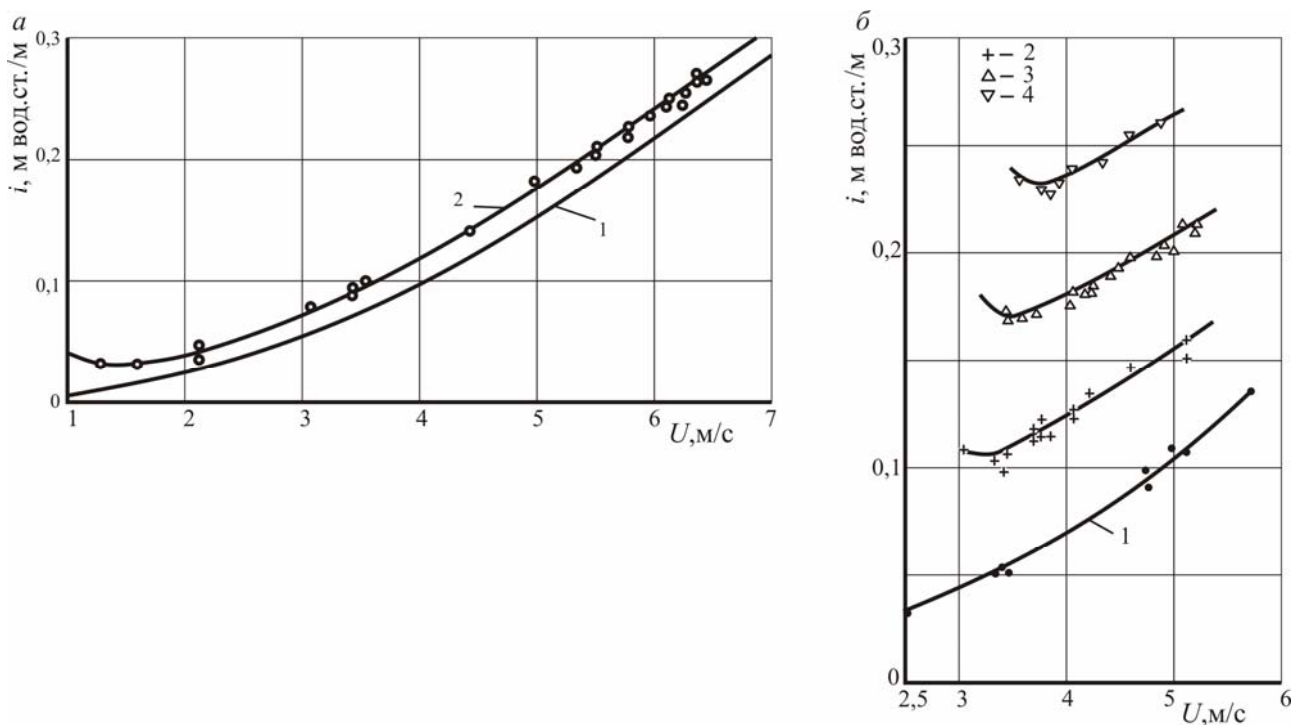 а
i, м вод.ст./м
0,3
0,2
0,1
0
1
2
3
4
5
6
7
U,м/с
2
1
б
i, м вод.ст./м
0,3
0,2
0,1
0
2,5
3
4
5
6
U,м/с
+ – 2
△ – 3
▽ – 4
1